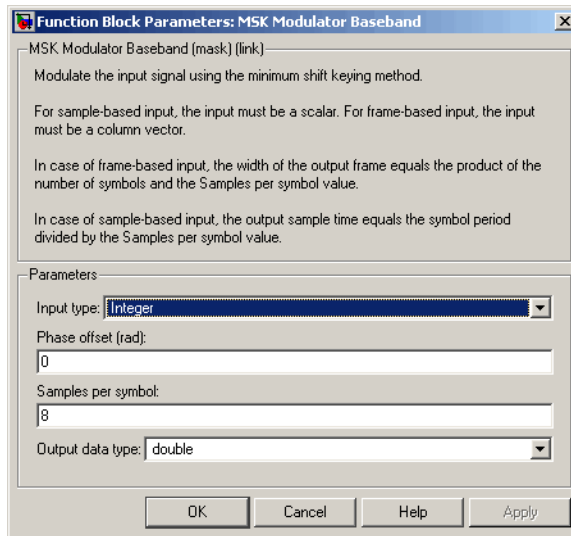 Function Block Parameters: MSK Modulator Baseband
MSK Modulator Baseband (mask) (link)
Modulate the input signal using the minimum shift keying method.
For sample-based input, the input must be a scalar. For frame-based input, the input
must be a column vector.
In case of frame-based input, the width of the output frame equals the product of the
number of symbols and the Samples per symbol value.
In case of sample-based input, the output sample time equals the symbol period
divided by the Samples per symbol value.
Parameters
Input type: Integer
Phase offset (rad):
0
Samples per symbol:
8
Output data type: double
OK Cancel Help Apply